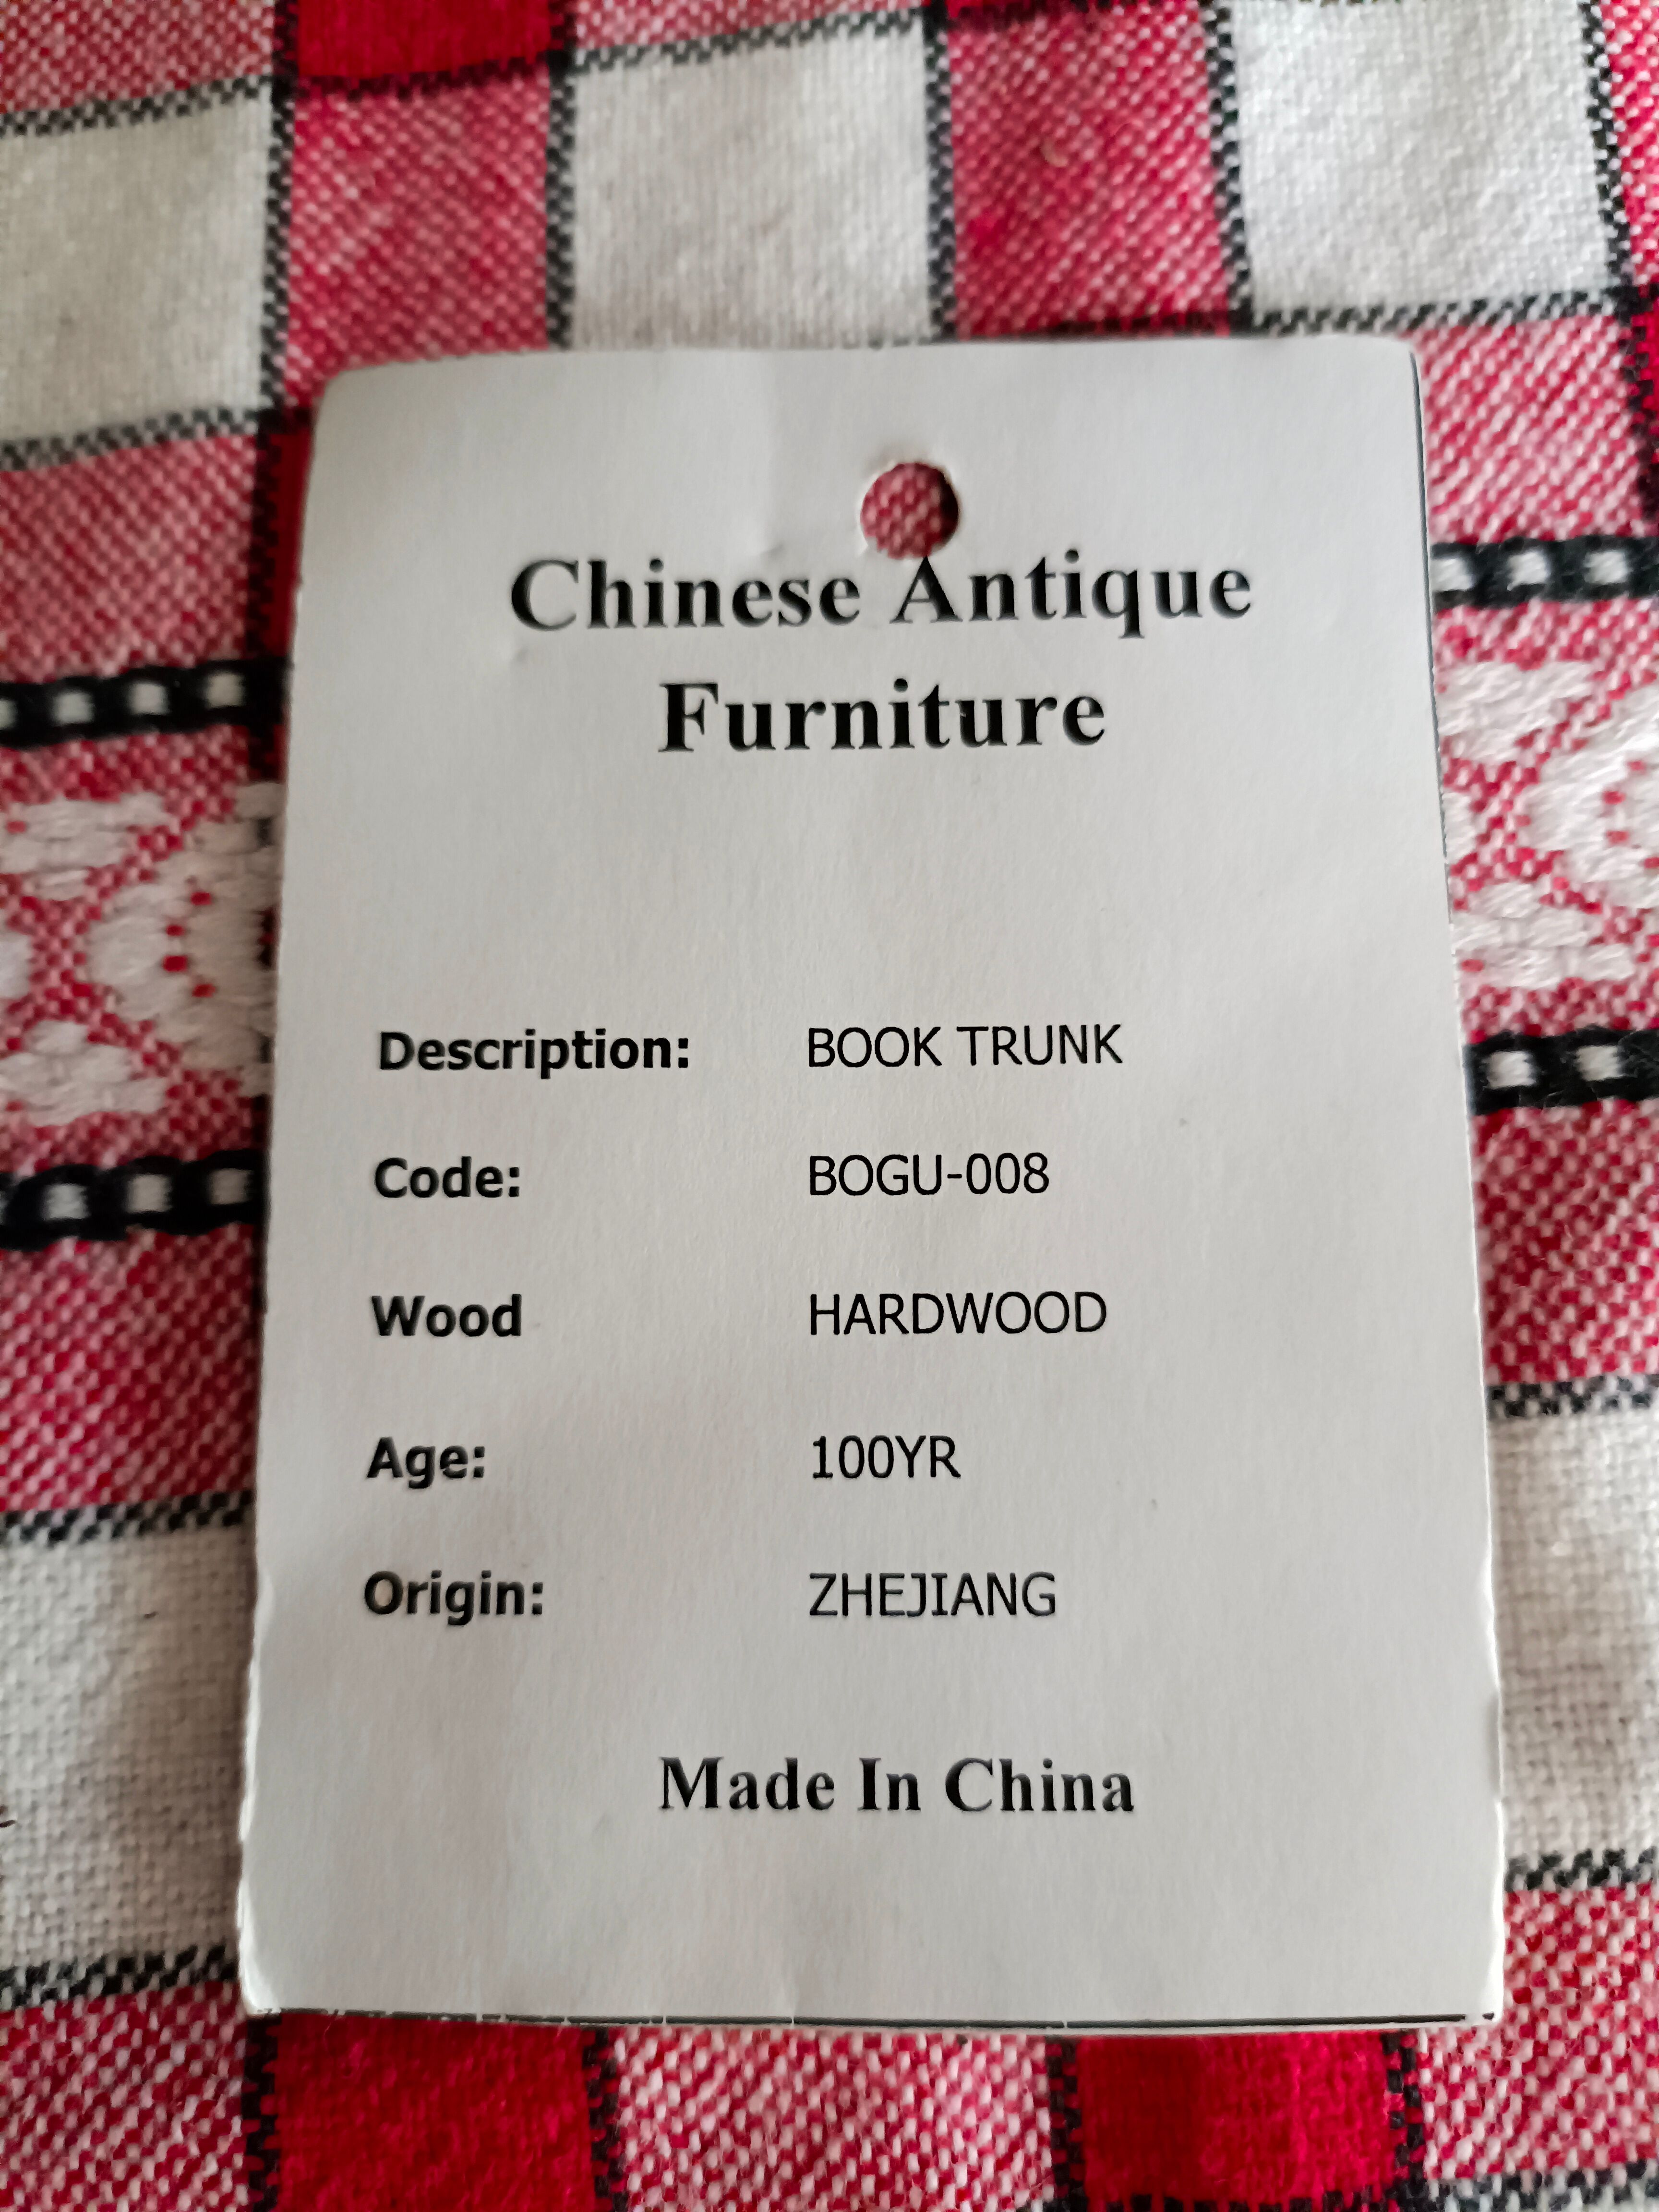 Chinese Antique
Furniture
Description: BOOK TRUNK
Code: BOGU-008
Wood HARDWOOD
Age: 100YR
Origin: ZHEJIANG
Made In China